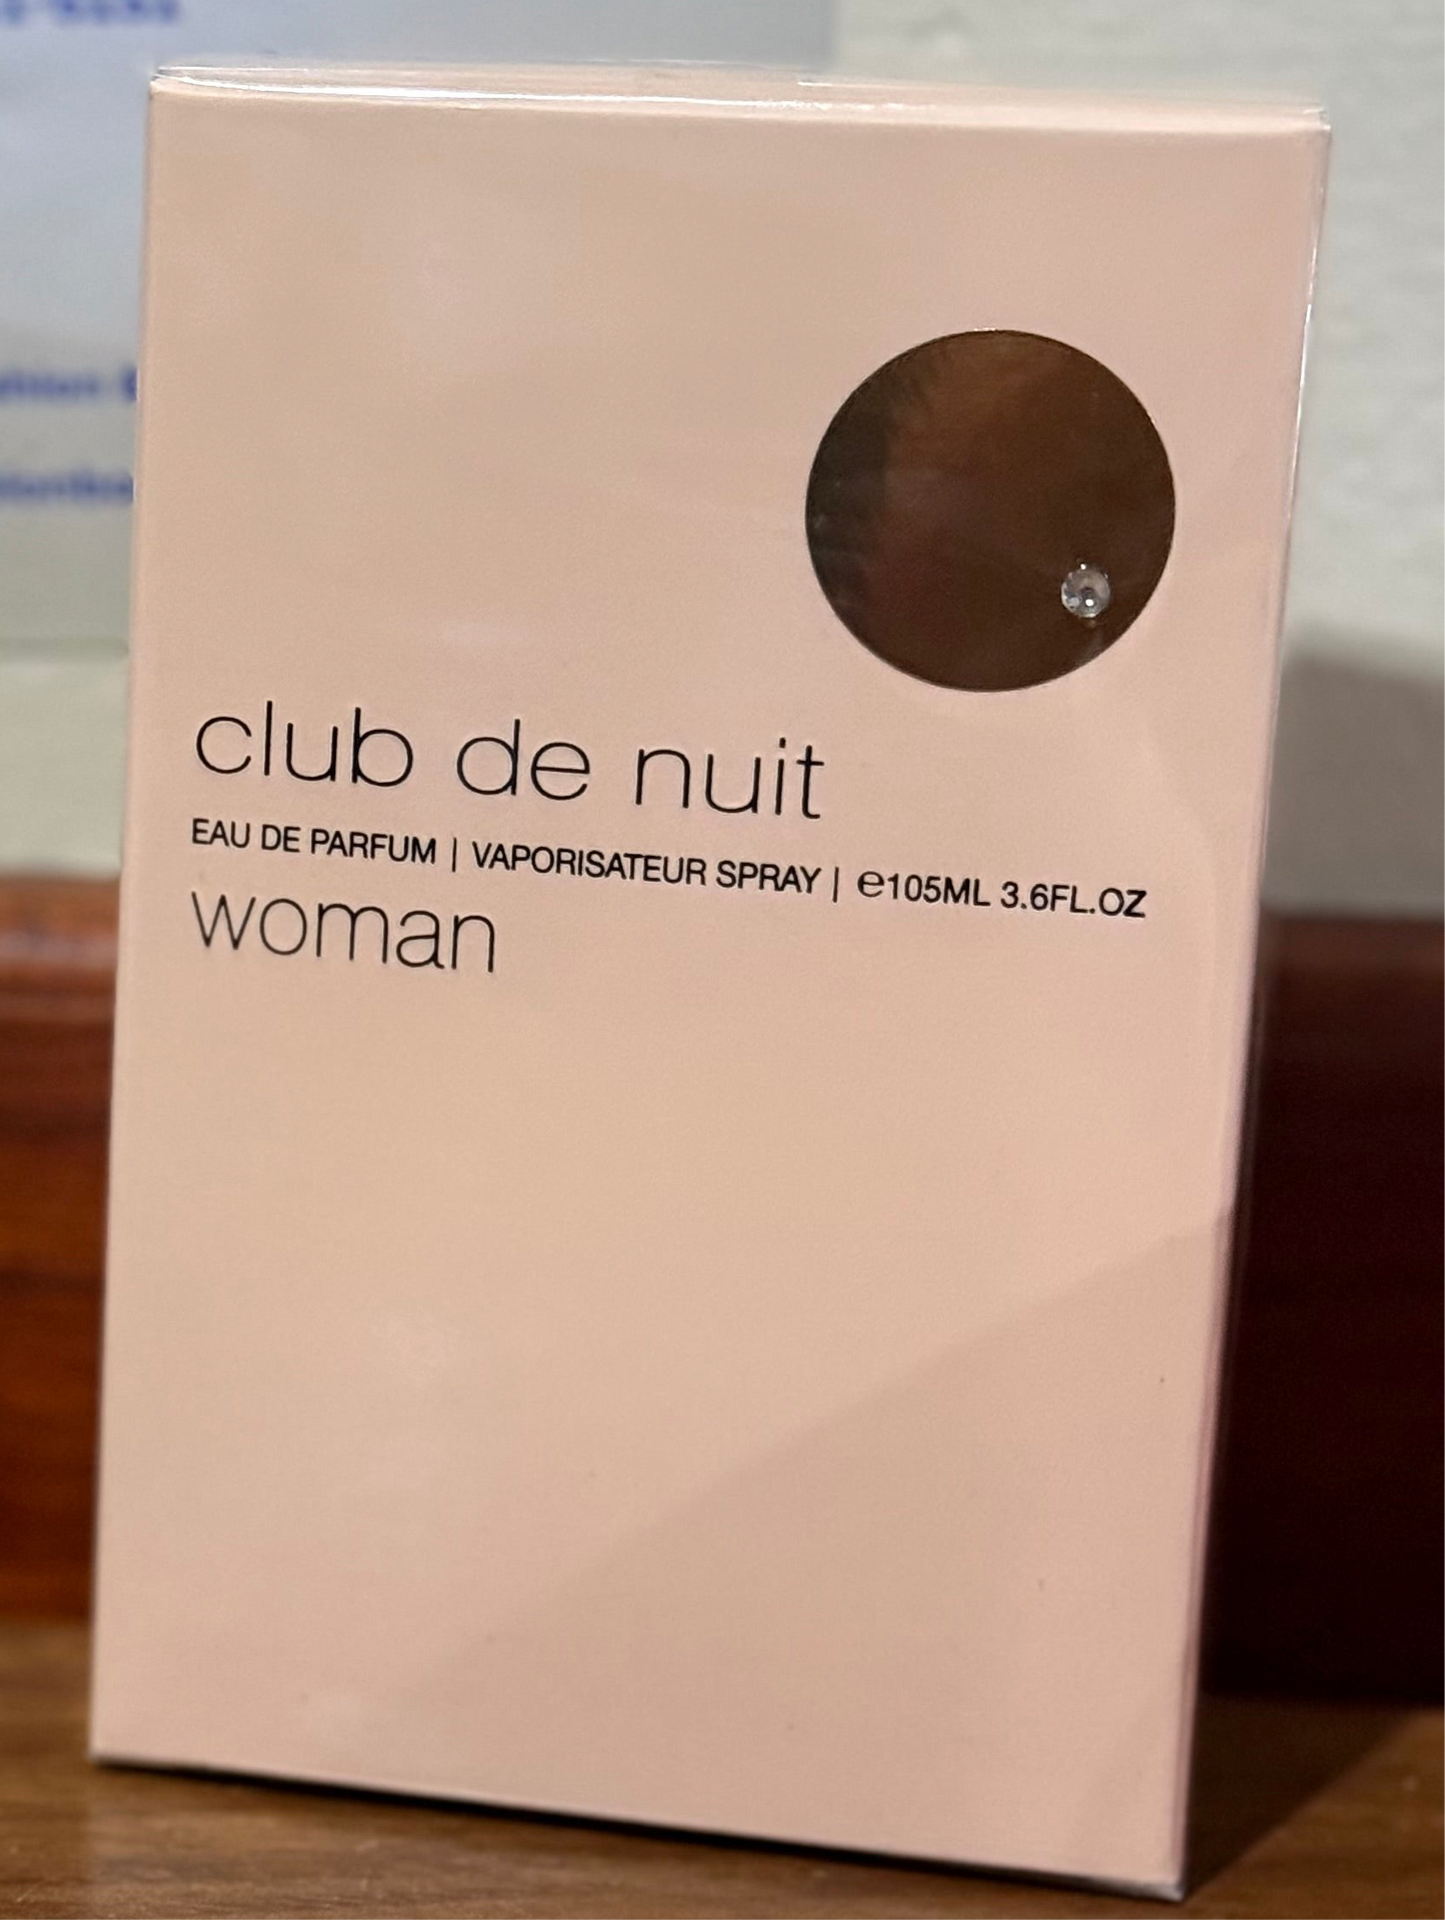 club de nuit
EAU DE PARFUM | VAPORISATEUR SPRAY | ℮105ML 3.6FL.OZ
woman